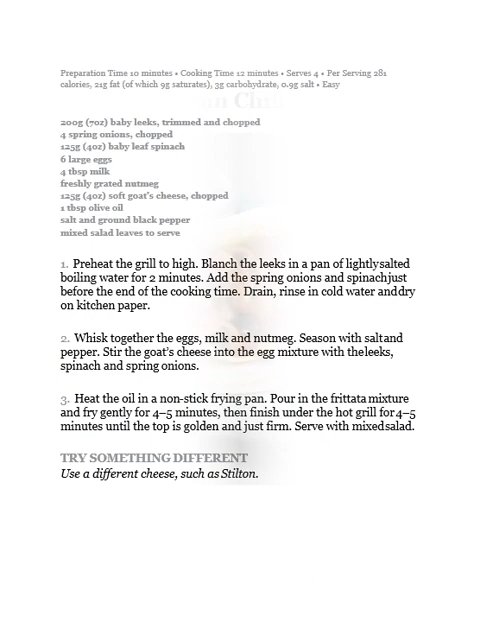 Preparation Time 10 minutes • Cooking Time 12 minutes • Serves 4 • Per Serving 281
calories, 21g fat (of which 9g saturates), 3g carbohydrate, 0.9g salt • Easy
200g (7oz) baby leeks, trimmed and chopped
4 spring onions, chopped
125g (4oz) baby leaf spinach
6 large eggs
4 tbsp milk
freshly grated nutmeg
125g (4oz) soft goat's cheese, chopped
1 tbsp olive oil
salt and ground black pepper
mixed salad leaves to serve
1. Preheat the grill to high. Blanch the leeks in a pan of lightlysalted
boiling water for 2 minutes. Add the spring onions and spinachjust
before the end of the cooking time. Drain, rinse in cold water anddry
on kitchen paper.
2. Whisk together the eggs, milk and nutmeg. Season with saltand
pepper. Stir the goat's cheese into the egg mixture with theleeks,
spinach and spring onions.
3. Heat the oil in a non-stick frying pan. Pour in the frittata mixture
and fry gently for 4–5 minutes, then finish under the hot grill for 4–5
minutes until the top is golden and just firm. Serve with mixedsalad.
TRY SOMETHING DIFFERENT
Use a different cheese, such as Stilton.